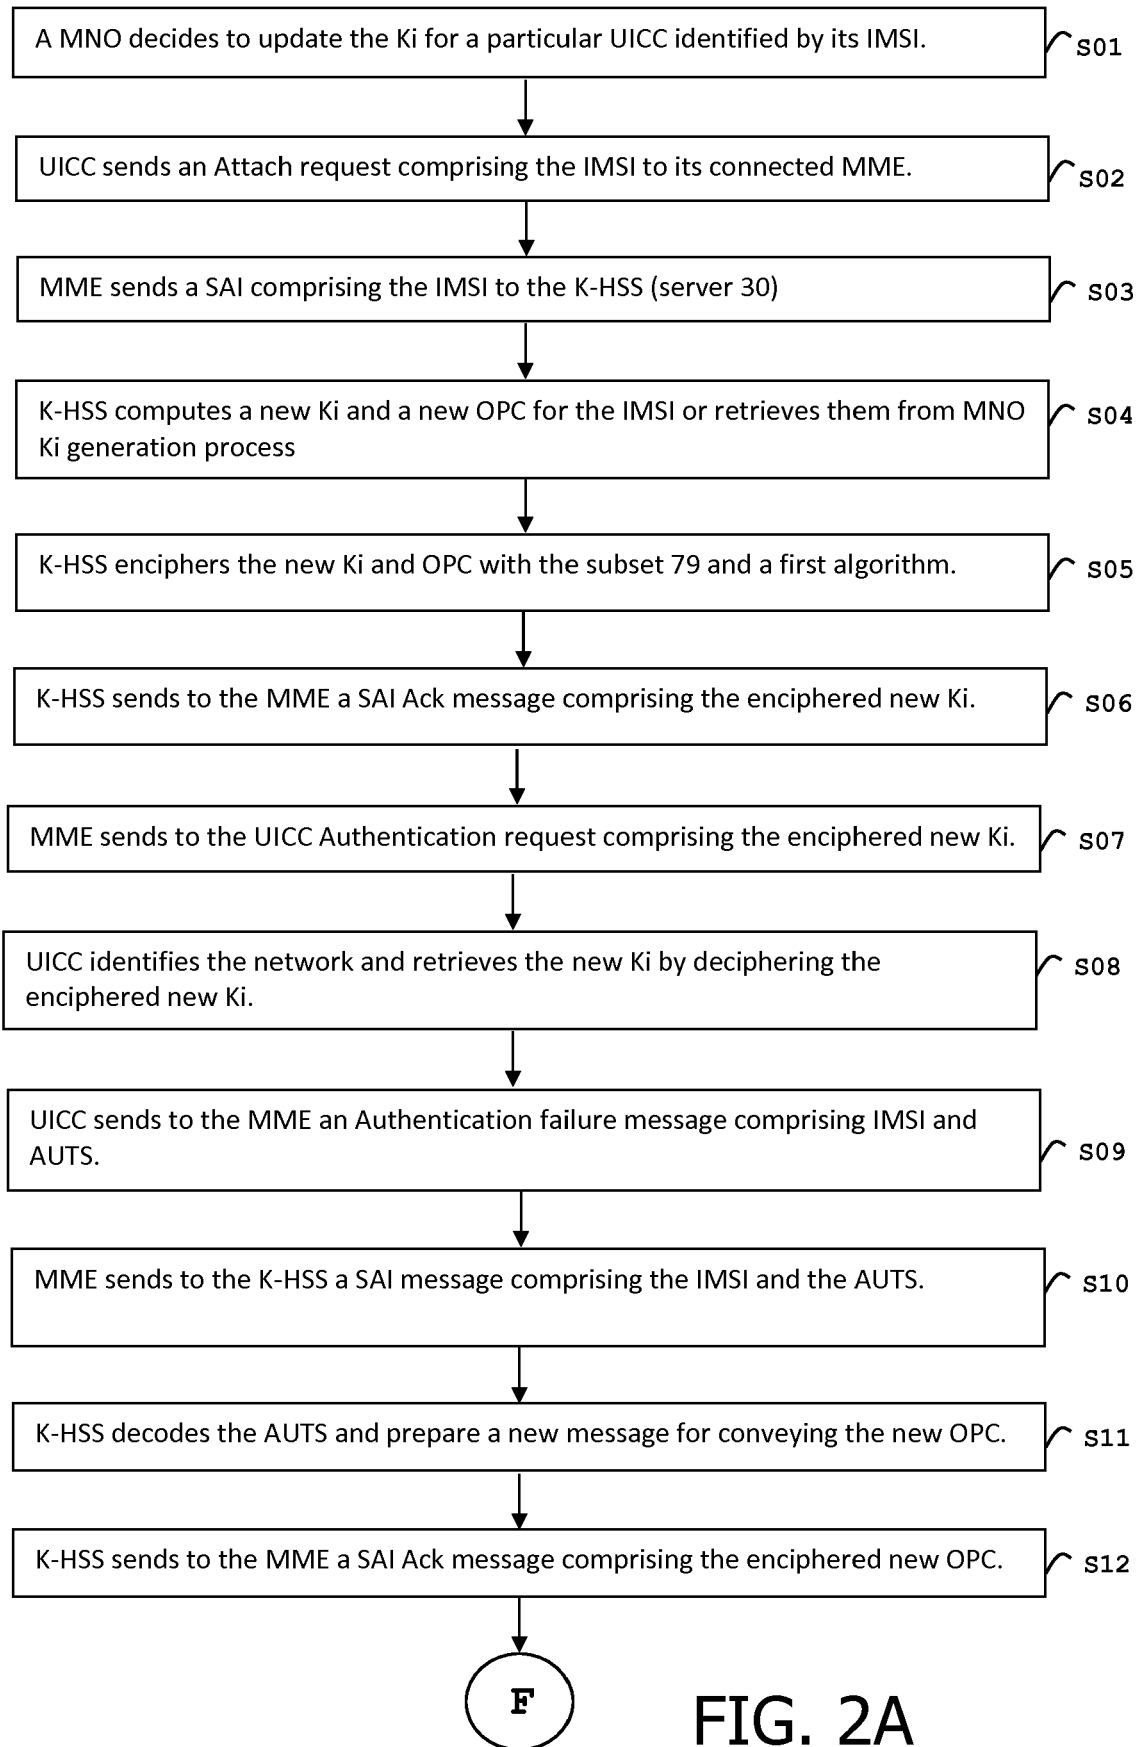 A MNO decides to update the Ki for a particular UICC identified by its IMSI.
S01
UICC sends an Attach request comprising the IMSI to its connected MME.
S02
MME sends a SAI comprising the IMSI to the K-HSS (server 30)
S03
K-HSS computes a new Ki and a new OPC for the IMSI or retrieves them from MNO
Ki generation process
S04
K-HSS enciphers the new Ki and OPC with the subset 79 and a first algorithm.
S05
K-HSS sends to the MME a SAI Ack message comprising the enciphered new Ki.
S06
MME sends to the UICC Authentication request comprising the enciphered new Ki.
S07
UICC identifies the network and retrieves the new Ki by deciphering the
enciphered new Ki.
S08
UICC sends to the MME an Authentication failure message comprising IMSI and
AUTS.
S09
MME sends to the K-HSS a SAI message comprising the IMSI and the AUTS.
S10
K-HSS decodes the AUTS and prepare a new message for conveying the new OPC.
S11
K-HSS sends to the MME a SAI Ack message comprising the enciphered new OPC.
S12
F
FIG. 2A